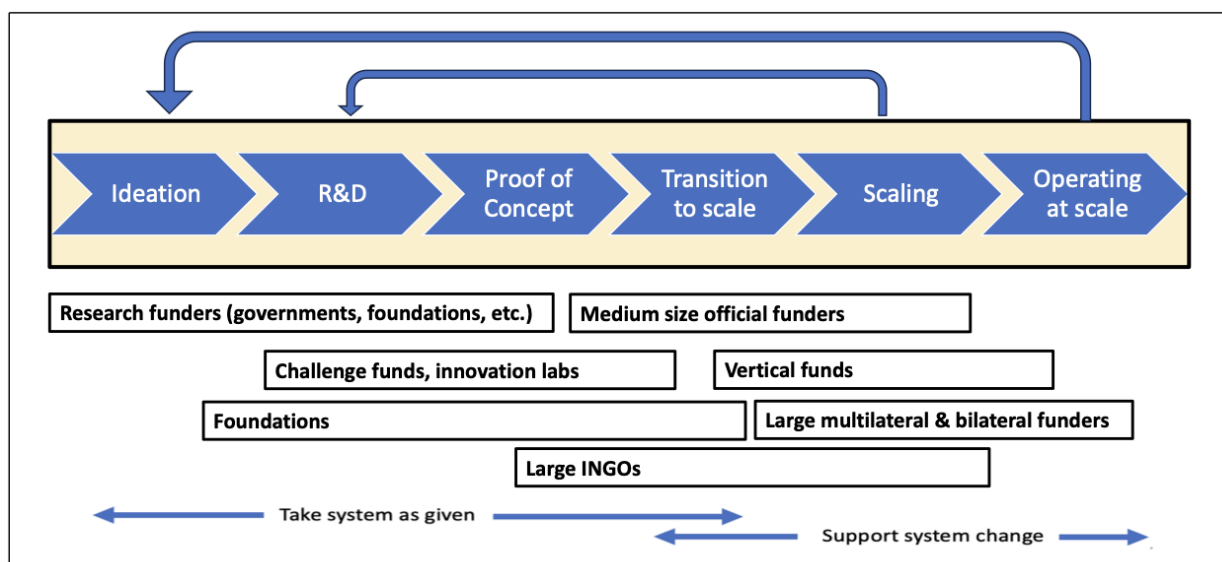 Ideation
R&D
Proof of
Concept
Transition
to scale
Scaling
Operating
at scale
Research funders (governments, foundations, etc.)
Medium size official funders
Challenge funds, innovation labs
Vertical funds
Foundations
Large multilateral & bilateral funders
Large INGOs
Take system as given
Support system change